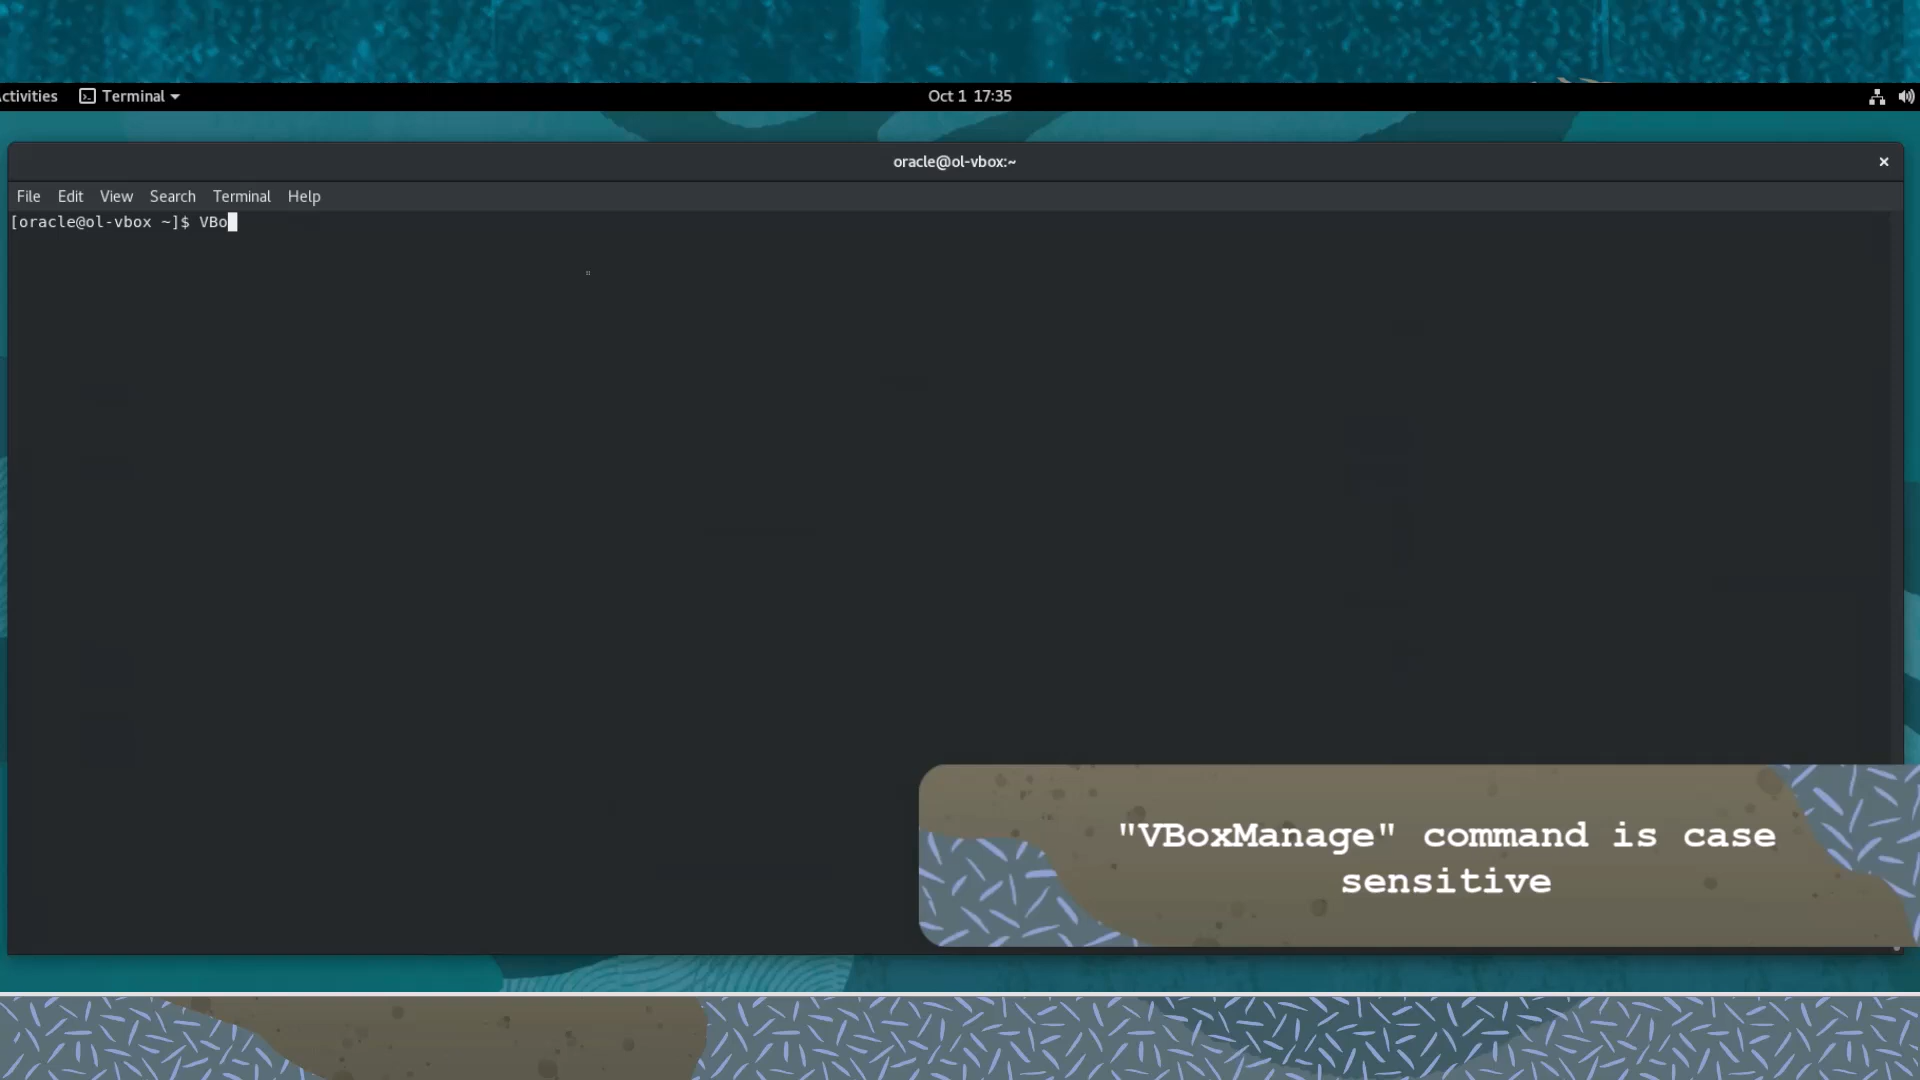 ctivities Terminal Oct 1 17:35
oracle@ol-vbox:~ ×
File Edit View Search Terminal Help
[oracle@ol-vbox ~]$ VBo
"VBoxManage" command is case
sensitive